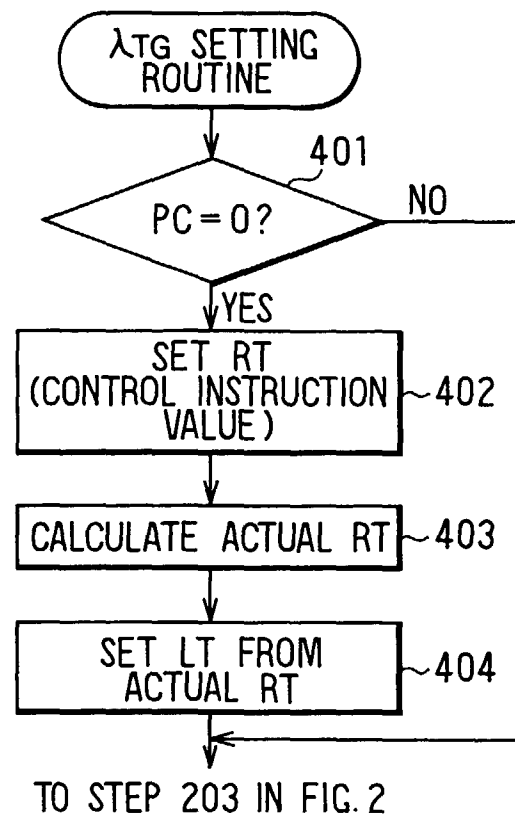 λTG SETTING
ROUTINE
401
PC=0?
NO
YES
SET RT
(CONTROL INSTRUCTION
VALUE)
402
CALCULATE ACTUAL RT
403
SET LT FROM
ACTUAL RT
404
TO STEP 203 IN FIG. 2